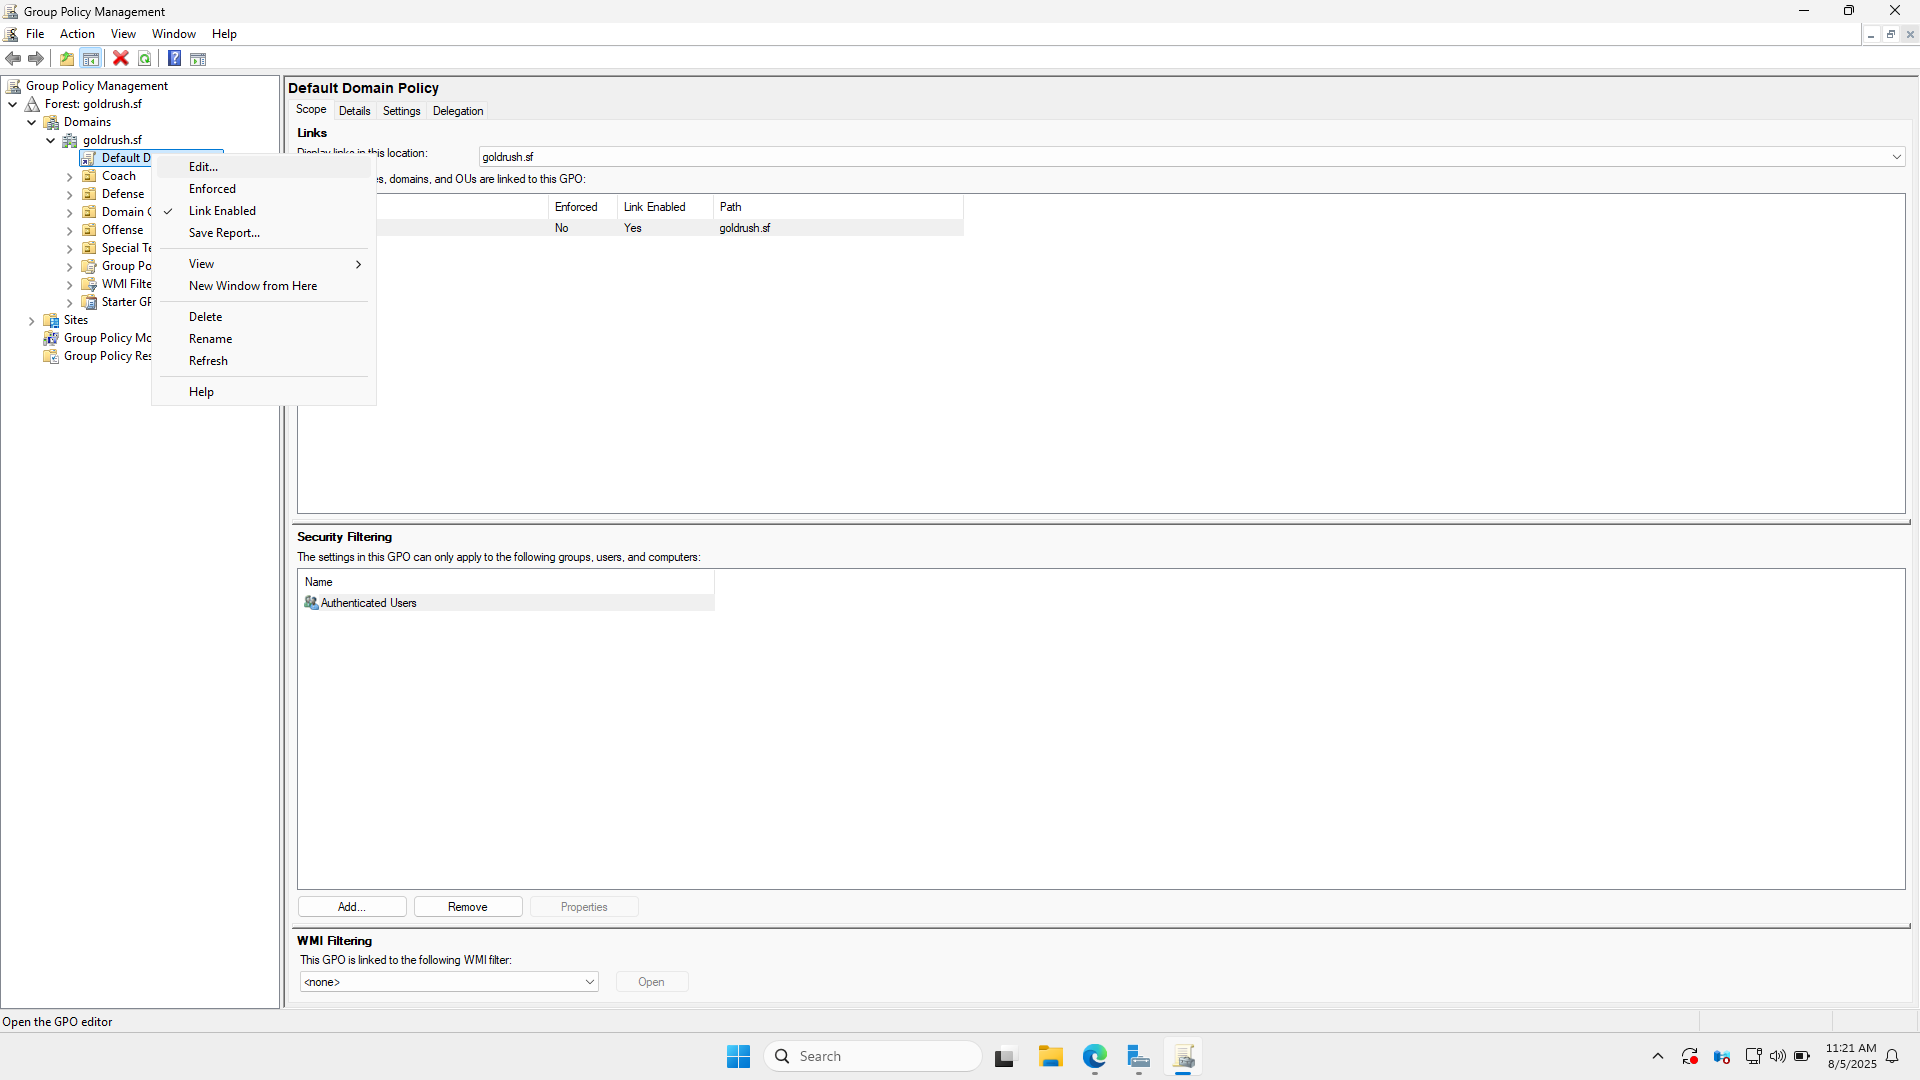 Group Policy Management
File Action View Window Help
Group Policy Management
Forest: goldrush.sf
Domains
goldrush.sf
Default D
Coach
Defense
Domain C
Offense
Special Te
Group Po
WMI Filte
Starter GP
Sites
Group Policy Mo
Group Policy Res
Edit...
Enforced
Link Enabled
Save Report...
View
New Window from Here
Delete
Rename
Refresh
Help
Default Domain Policy
Scope Details Settings Delegation
Links
Display links in this location: goldrush.sf
es, domains, and OUs are linked to this GPO:
Enforced Link Enabled Path
No Yes goldrush.sf
Security Filtering
The settings in this GPO can only apply to the following groups, users, and computers:
Name
Authenticated Users
Add... Remove Properties
WMI Filtering
This GPO is linked to the following WMI filter:
<none> Open
Open the GPO editor
Search
11:21 AM
8/5/2025